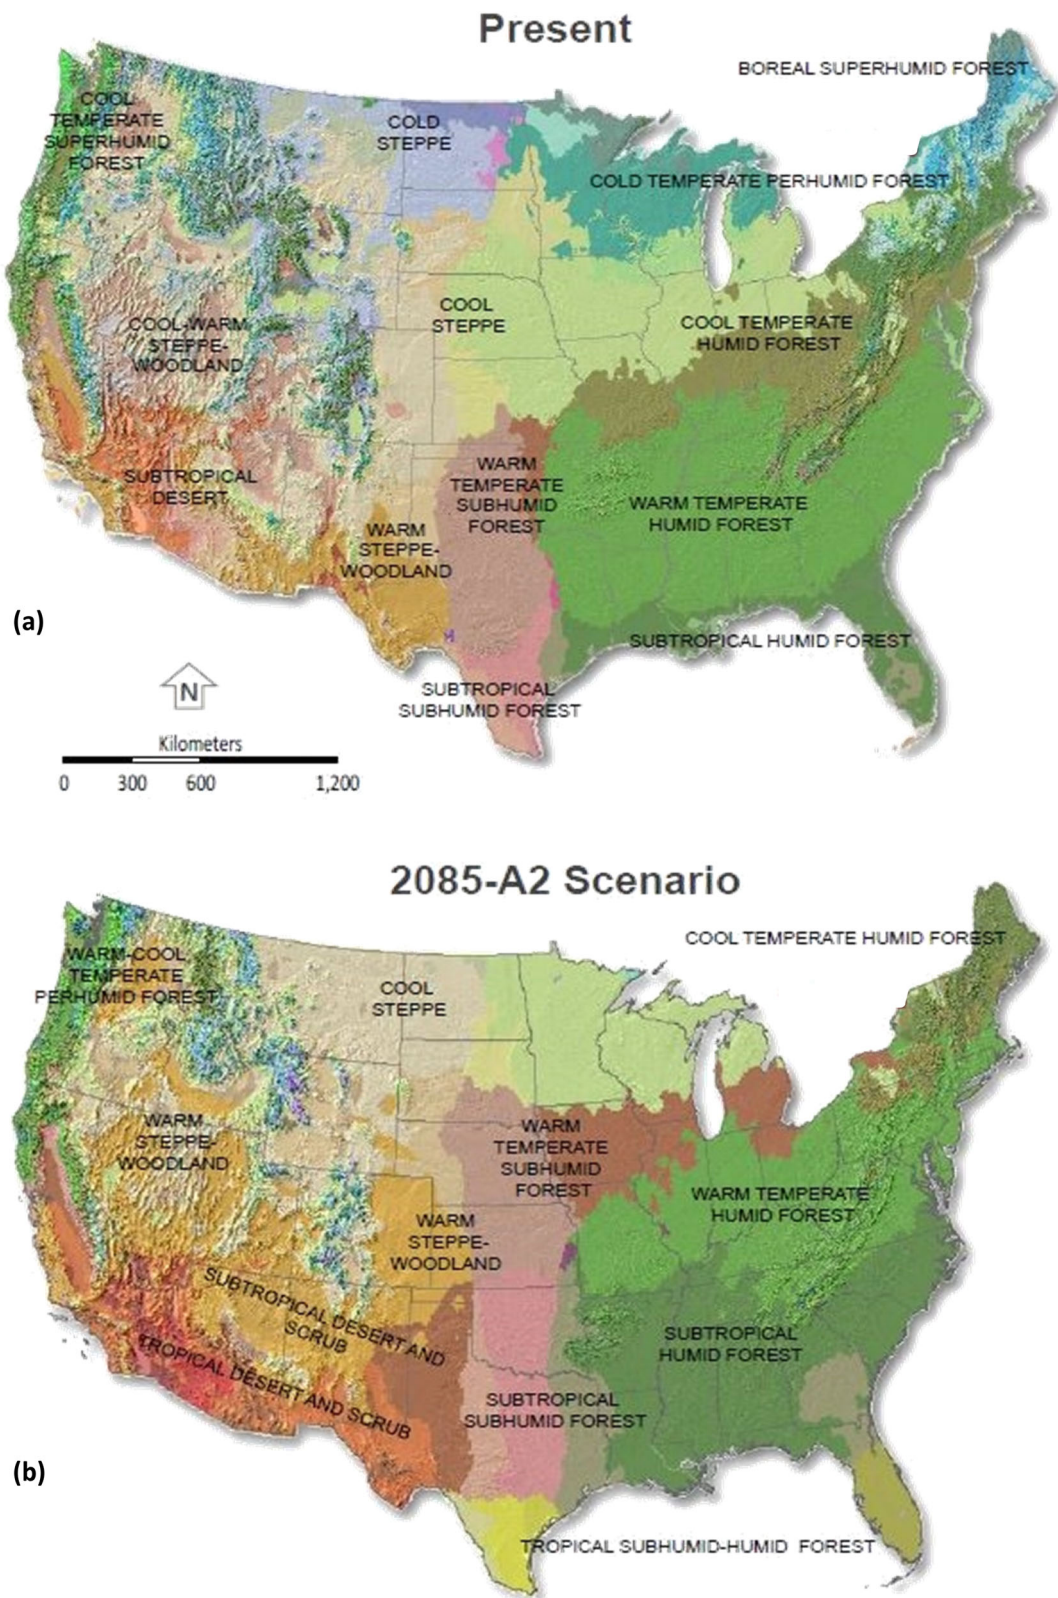 Present
BOREAL SUPERHUMID FOREST
COOL
TEMPERATE
SUPERHUMID
FOREST
COLD
STEPPE
COLD TEMPERATE PERHUMID FOREST
COOL
STEPPE
COOL TEMPERATE
HUMID FOREST
COOL-WARM
STEPPE-
WOODLAND
SUBTROPICAL
DESERT
WARM
TEMPERATE
SUBHUMID
FOREST
WARM TEMPERATE
HUMID FOREST
WARM
STEPPE-
WOODLAND
(a)
SUBTROPICAL HUMID FOREST
SUBTROPICAL
SUBHUMID FOREST
N
Kilometers
0 300 600 1,200
2085-A2 Scenario
COOL TEMPERATE HUMID FOREST
WARM-COOL
TEMPERATE
PERHUMID FOREST
COOL
STEPPE
WARM
STEPPE-
WOODLAND
WARM
TEMPERATE
SUBHUMID
FOREST
WARM TEMPERATE
HUMID FOREST
WARM
STEPPE-
WOODLAND
SUBTROPICAL DESERT AND
SCRUB
TROPICAL DESERT AND SCRUB
SUBTROPICAL
HUMID FOREST
SUBTROPICAL
SUBHUMID FOREST
(b)
TROPICAL SUBHUMID-HUMID FOREST